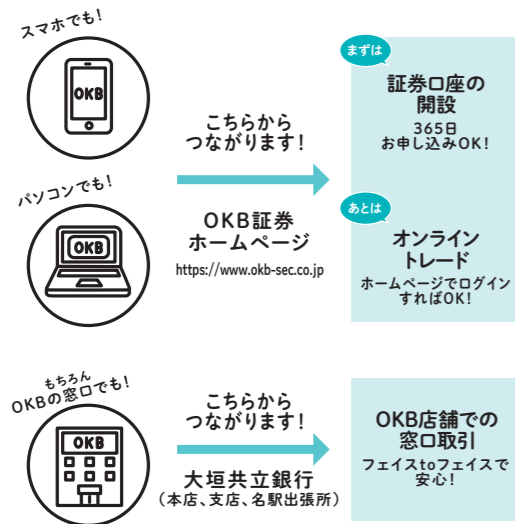 スマホでも!
OKB
こちらから
つながります!
まずは
証券口座の
開設
365日
お申し込みOK!
パソコンでも!
OKB
OKB証券
ホームページ
https://www.okb-sec.co.jp
あとは
オンライン
トレード
ホームページでログイン
すればOK!
もちろん
OKBの窓口でも!
OKB
こちらから
つながります!
大垣共立銀行
(本店、支店、名駅出張所)
OKB店舗での
窓口取引
フェイスtoフェイスで
安心!